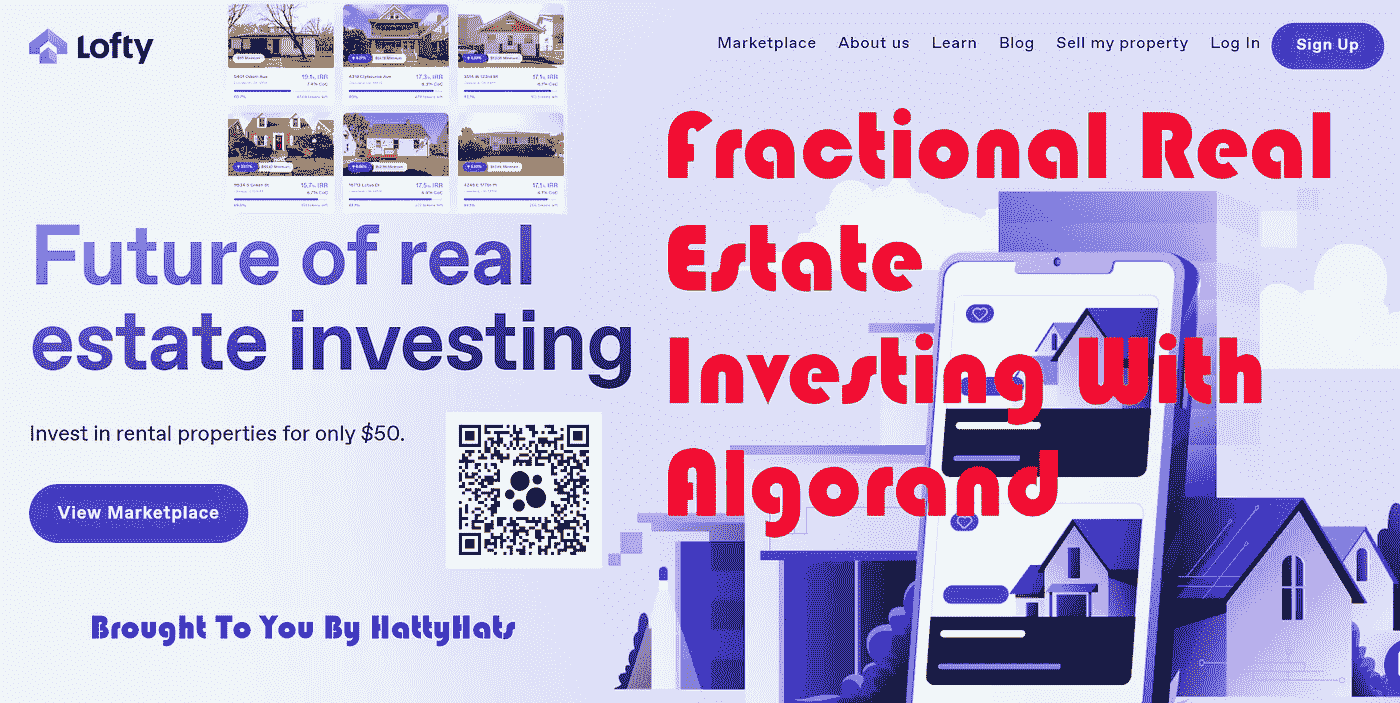 Lofty
Marketplace
About us
Learn
Blog
Sell my property
Log In
Sign Up
Fractional Real
Estate
Investing With
Algorand
Future of real
estate investing
Invest in rental properties for only $50.
View Marketplace
Brought To You By HattyHats